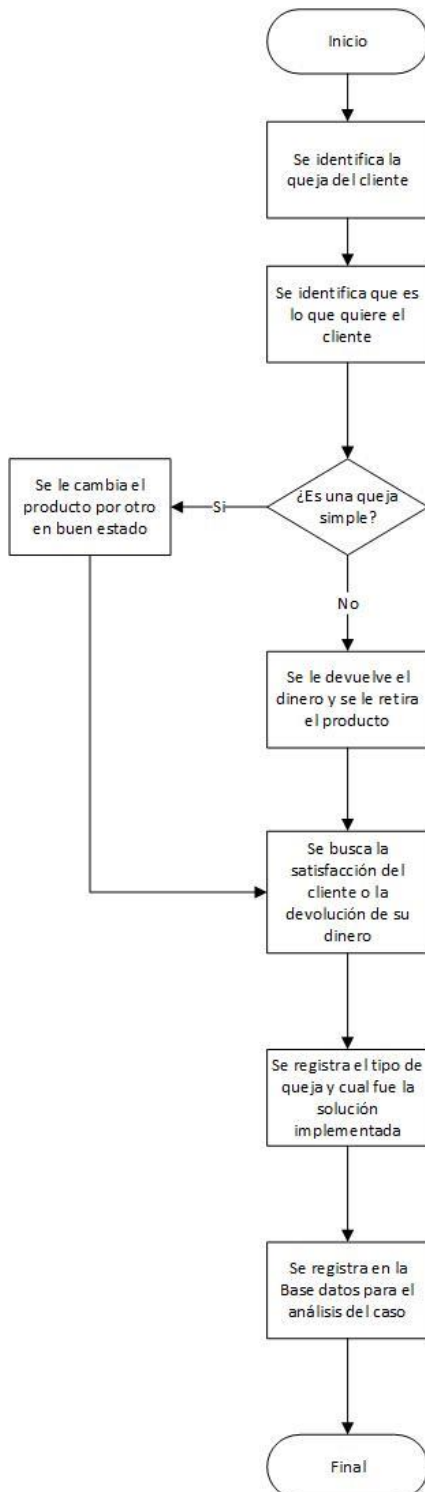 Inicio
Se identifica la
queja del cliente
Se identifica que es
lo que quiere el
cliente
¿Es una queja
simple?
Si
Se le cambia el
producto por otro
en buen estado
No
Se le devuelve el
dinero y se le retira
el producto
Se busca la
satisfacción del
cliente o la
devolución de su
dinero
Se registra el tipo de
queja y cual fue la
solución
implementada
Se registra en la
Base datos para el
análisis del caso
Final